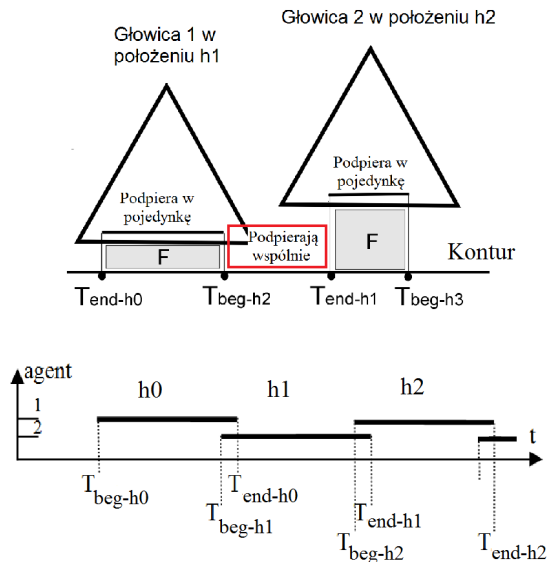 Głowica 1 w
położeniu h1
Głowica 2 w położeniu h2
Podpiera w
pojedynkę
Podpiera w
pojedynkę
Podpierają
wspólnie
F
F
Kontur
Tend-h0
Tbeg-h2
Tend-h1
Tbeg-h3
agent
h0
h1
h2
1
2
t
Tbeg-h0
Tend-h0
Tbeg-h1
Tend-h1
Tbeg-h2
Tend-h2